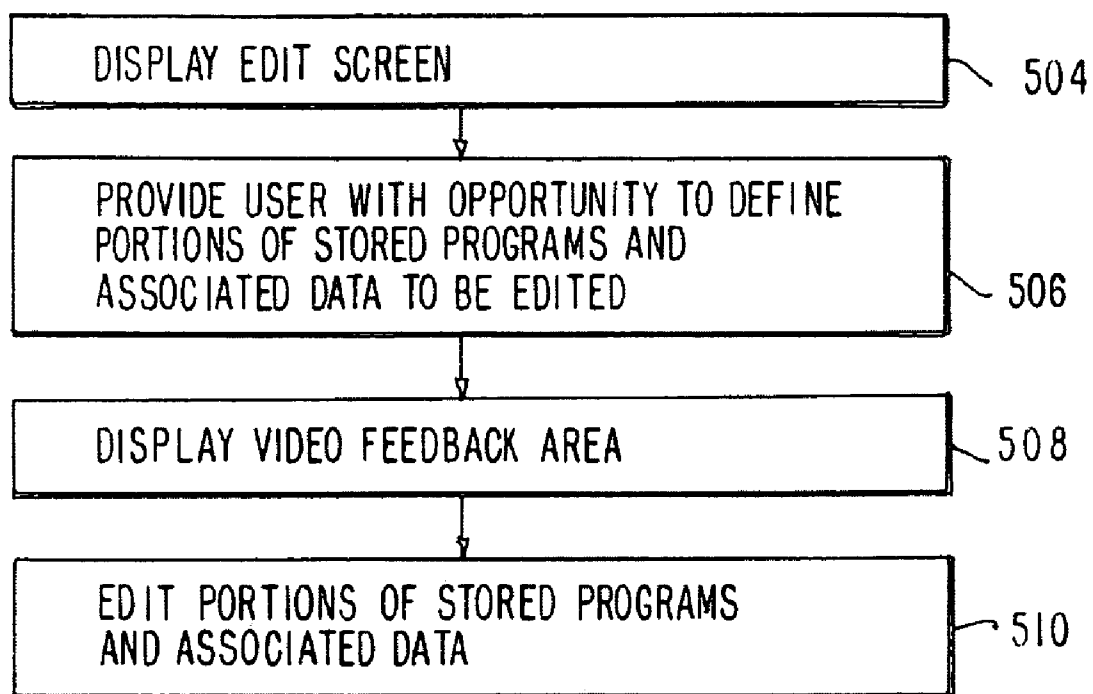 DISPLAY EDIT SCREEN
504
PROVIDE USER WITH OPPORTUNITY TO DEFINE
PORTIONS OF STORED PROGRAMS AND
ASSOCIATED DATA TO BE EDITED
506
DISPLAY VIDEO FEEDBACK AREA
508
EDIT PORTIONS OF STORED PROGRAMS
AND ASSOCIATED DATA
510